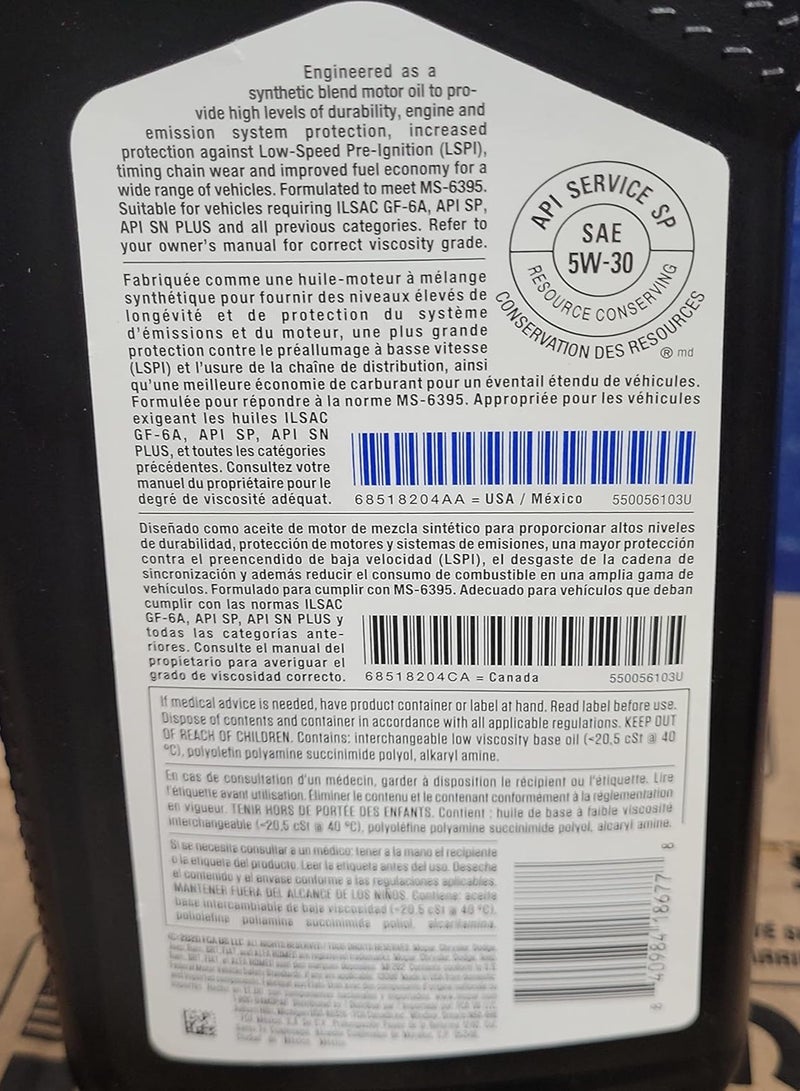 Engineered as a
synthetic blend motor oil to pro-
vide high levels of durability, engine and
emission system protection, increased
protection against Low-Speed Pre-Ignition (LSPI),
timing chain wear and improved fuel economy for a
wide range of vehicles. Formulated to meet MS-6395.
Suitable for vehicles requiring ILSAC GF-6A, API SP,
API SN PLUS and all previous categories. Refer to
your owner's manual for correct viscosity grade.
API SERVICE SP
SAE
5W-30
RESOURCE CONSERVING
CONSERVATION DES RESOURCES
® md
Fabriquée comme une huile-moteur à mélange
synthétique pour fournir des niveaux élevés de
longévité et de protection du système
d'émissions et du moteur, une plus grande
protection contre le préallumage à basse vitesse
(LSPI) et l'usure de la chaîne de distribution, ainsi
qu'une meilleure économie de carburant pour un éventail étendu de véhicules.
Formulée pour répondre à la norme MS-6395. Appropriée pour les véhicules
exigeant les huiles ILSAC
GF-6A, API SP, API SN
PLUS, et toutes les catégories
précédentes. Consultez votre
manuel du propriétaire pour le
degré de viscosité adéquat.
68518204AA = USA / México 550056103U
Diseñado como aceite de motor de mezcla sintético para proporcionar altos niveles
de durabilidad, protección de motores y sistemas de emisiones, una mayor protección
contra el preencendido de baja velocidad (LSPI), el desgaste de la cadena de
sincronización y además reducir el consumo de combustible en una amplia gama de
vehículos. Formulado para cumplir con MS-6395. Adecuado para vehículos que deban
cumplir con las normas ILSAC
GF-6A, API SP, API SN PLUS y
todas las categorías ante-
riores. Consulte el manual del
propietario para averiguar el
grado de viscosidad correcto.
68518204CA = Canada 550056103U
If medical advice is needed, have product container or label at hand. Read label before use.
Dispose of contents and container in accordance with all applicable regulations. KEEP OUT
OF REACH OF CHILDREN. Contains: interchangeable low viscosity base oil (<20,5 cSt @ 40
°C), polyolefin polyamine succinimide polyol, alkaryl amine.
En cas de consultation d'un médecin, garder à disposition le récipient ou l'étiquette. Lire
l'étiquette avant utilisation. Éliminer le contenu et le contenant conformément à la réglementation
en vigueur. TENIR HORS DE PORTÉE DES ENFANTS. Contient : huile de base à faible viscosité
interchangeable (<20,5 cSt @ 40 °C), polyoléfine polyamine succinimide polyol, alcaryl amine.
Si se necesita consultar a un médico: tener a la mano el recipiente
o la etiqueta del producto. Leer la etiqueta antes del uso. Deseche
el contenido y el envase conforme a las regulaciones aplicables.
MANTENER FUERA DEL ALCANCE DE LOS NIÑOS. Contiene: aceite
base intercambiable de baja viscosidad (<20.5 cSt @ 40 °C),
poliolefina poliamina succinimida poliol, alcarilamina.
8 40984 18677 8